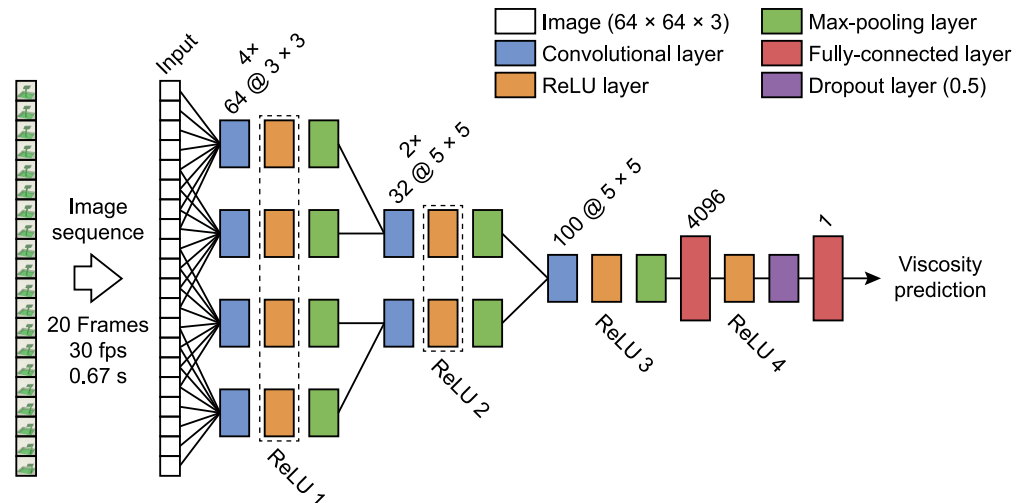 Image (64 × 64 × 3)
Convolutional layer
ReLU layer
Max-pooling layer
Fully-connected layer
Dropout layer (0.5)
Input
4×
64 @ 3 × 3
2×
32 @ 5 × 5
100 @ 5 × 5
4096
1
Image
sequence
20 Frames
30 fps
0.67 s
Viscosity
prediction
ReLU 1
ReLU 2
ReLU 3
ReLU 4